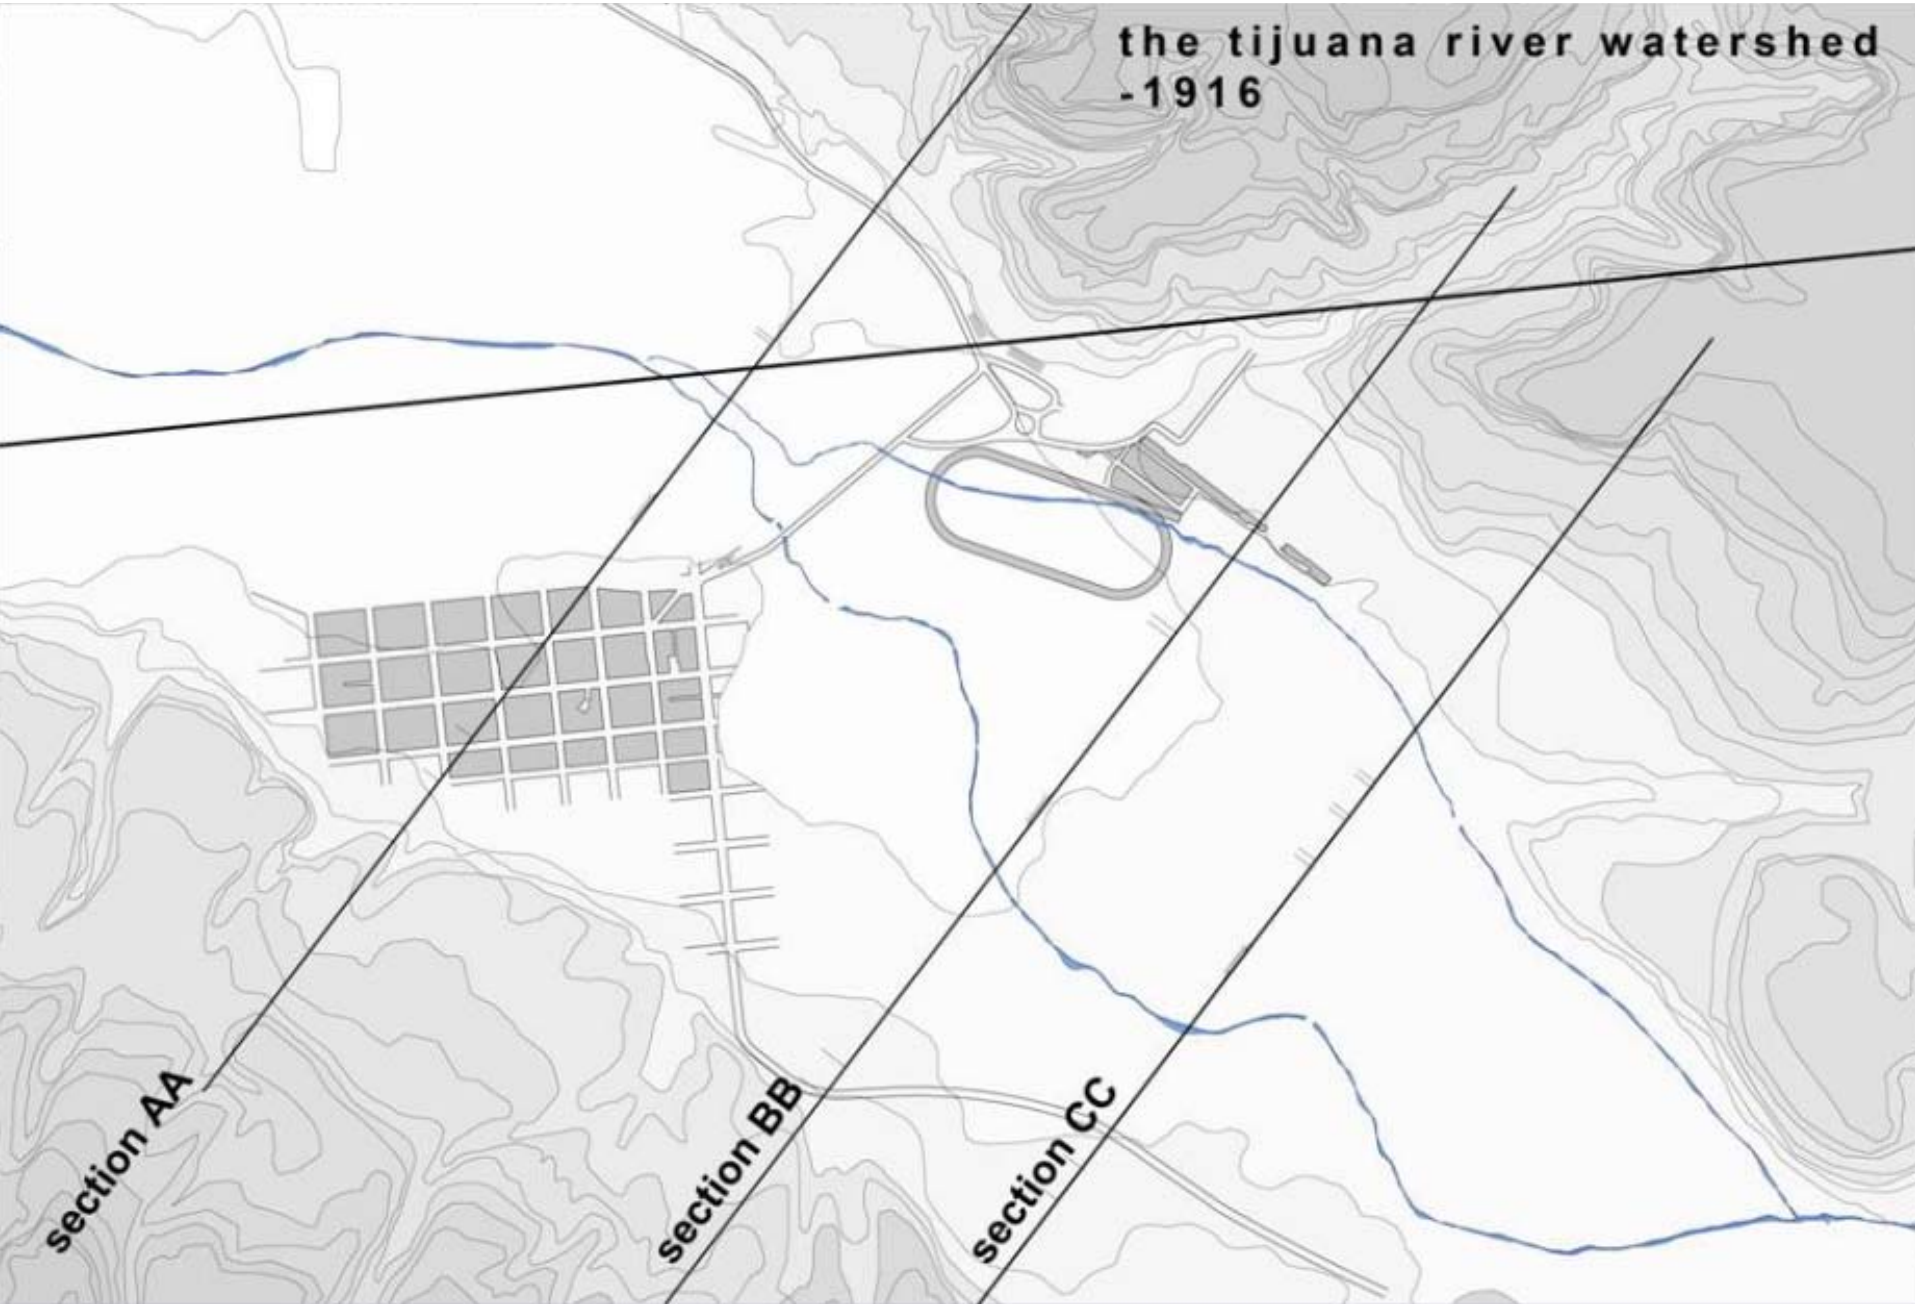 the tijuana river watershed
-1916
section AA
section BB
section CC